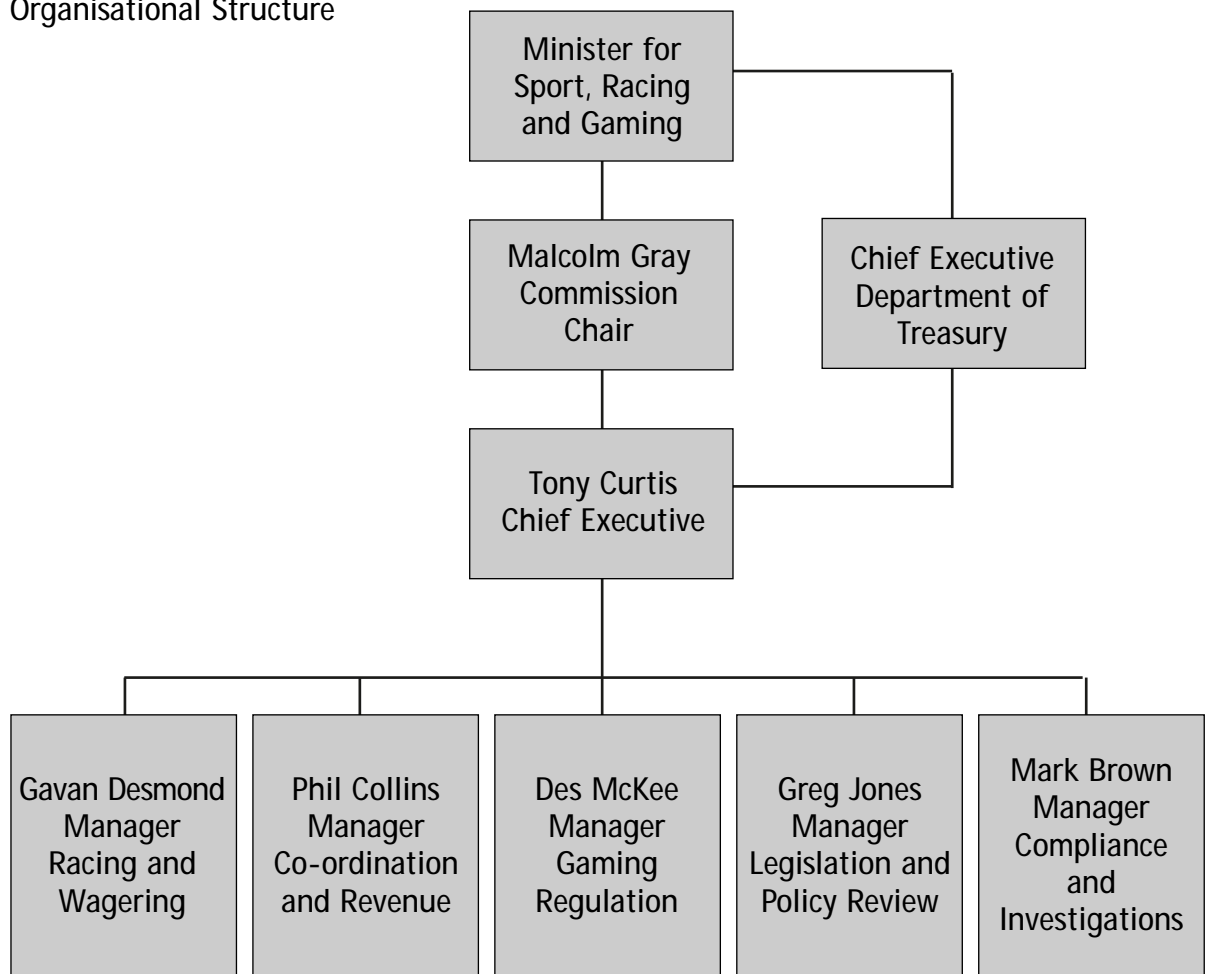 Organisational Structure
Minister for
Sport, Racing
and Gaming
Malcolm Gray
Commission
Chair
Chief Executive
Department of
Treasury
Tony Curtis
Chief Executive
Gavan Desmond
Manager
Racing and
Wagering
Phil Collins
Manager
Co-ordination
and Revenue
Des McKee
Manager
Gaming
Regulation
Greg Jones
Manager
Legislation and
Policy Review
Mark Brown
Manager
Compliance
and
Investigations